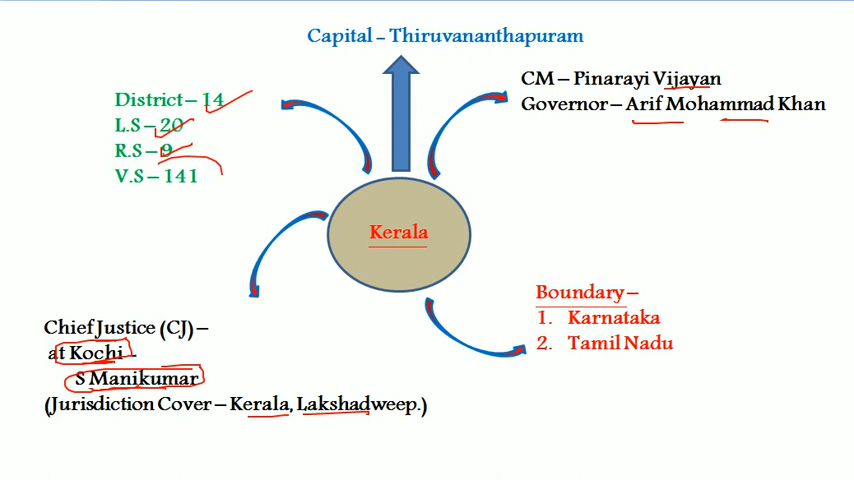 Capital – Thiruvananthapuram
District – 14
L.S – 20
R.S – 9
V.S – 141
CM – Pinarayi Vijayan
Governor – Arif Mohammad Khan
Kerala
Chief Justice (CJ) –
at Kochi -
S Manikumar
(Jurisdiction Cover – Kerala, Lakshadweep.)
Boundary –
1. Karnataka
2. Tamil Nadu